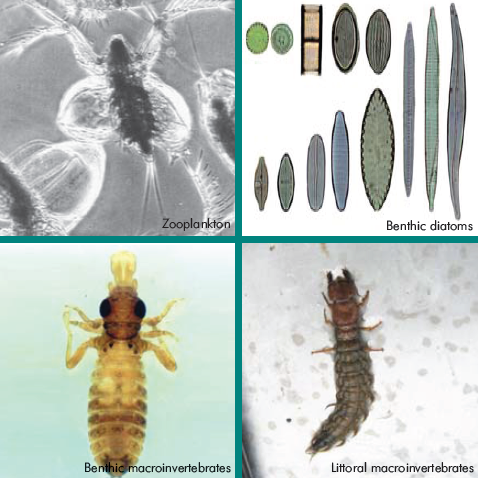 Zooplankton
Benthic diatoms
Benthic macroinvertebrates
Littoral macroinvertebrates